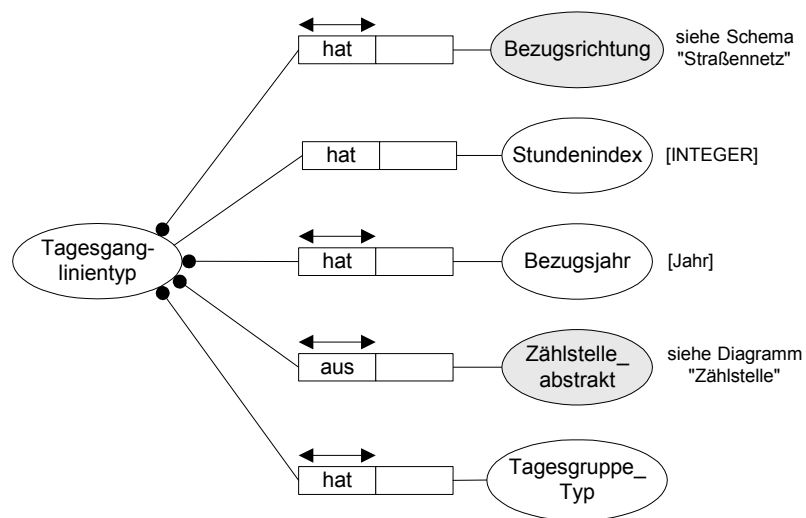 hat
Bezugsrichtung
siehe Schema
"Straßennetz"
hat
Stundenindex
[INTEGER]
Tagesgang-
linientyp
hat
Bezugsjahr
[Jahr]
aus
Zählstelle_
abstrakt
siehe Diagramm
"Zählstelle"
hat
Tagesgruppe_
Typ